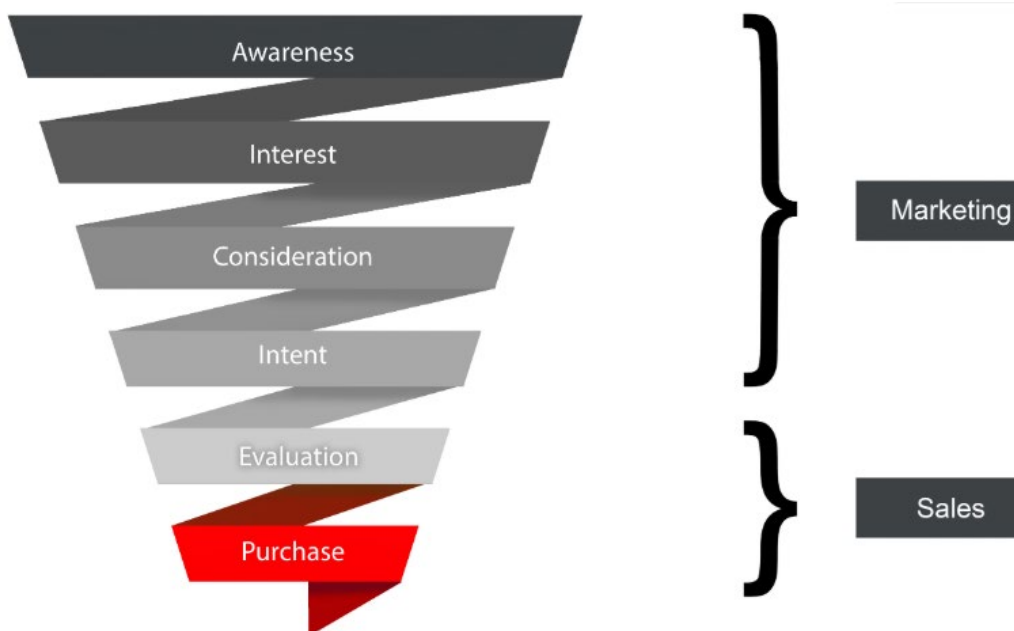 Awareness
Interest
Consideration
Intent
Evaluation
Purchase
Marketing
Sales